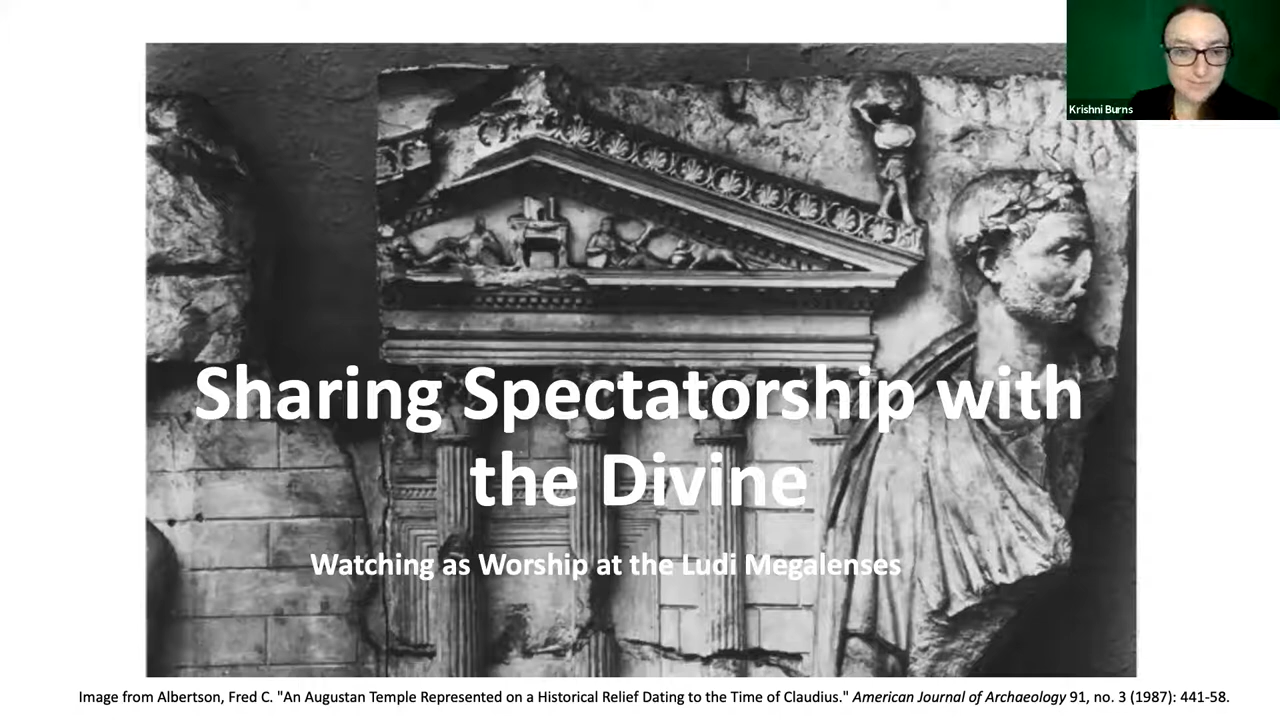 Krishni Burns
Sharing Spectatorship with
the Divine
Watching as Worship at the Ludi Megalenses
Image from Albertson, Fred C. "An Augustan Temple Represented on a Historical Relief Dating to the Time of Claudius." American Journal of Archaeology 91, no. 3 (1987): 441-58.